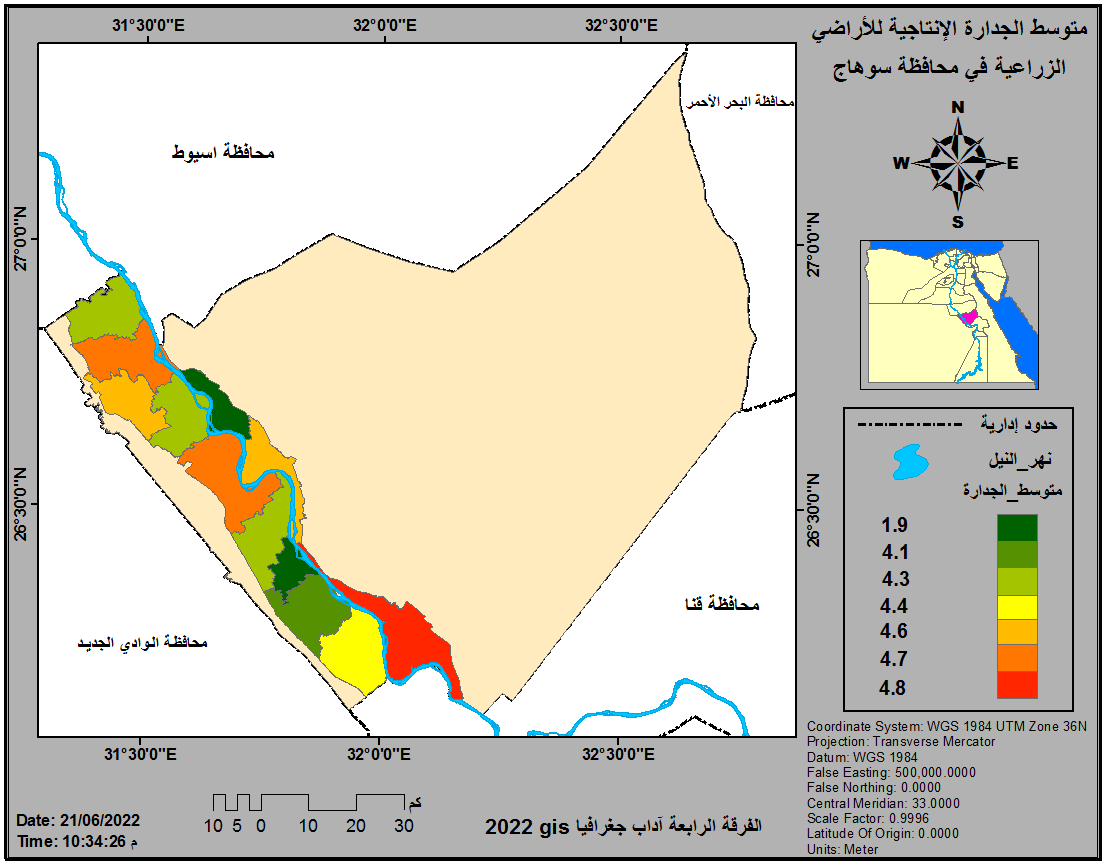 متوسط الجدارة الإنتاجية للأراضي
الزراعية في محافظة سوهاج
31°30'0"E
32°0'0"E
32°30'0"E
محافظة البحر الأحمر
محافظة اسيوط
N
W
E
S
27°0'0"N
27°0'0"N
حدود إدارية
نهر_النيل
متوسط_الجدارة
1.9
4.1
4.3
4.4
4.6
4.7
4.8
26°30'0"N
26°30'0"N
محافظة قنا
محافظة الوادي الجديد
31°30'0"E
32°0'0"E
32°30'0"E
Coordinate System: WGS 1984 UTM Zone 36N
Projection: Transverse Mercator
Datum: WGS 1984
False Easting: 500,000.0000
False Northing: 0.0000
Central Meridian: 33.0000
Scale Factor: 0.9996
Latitude Of Origin: 0.0000
Units: Meter
كم
10 5 0 10 20 30
Date: 21/06/2022
Time: 10:34:26 م
الفرقة الرابعة آداب جغرافيا gis 2022